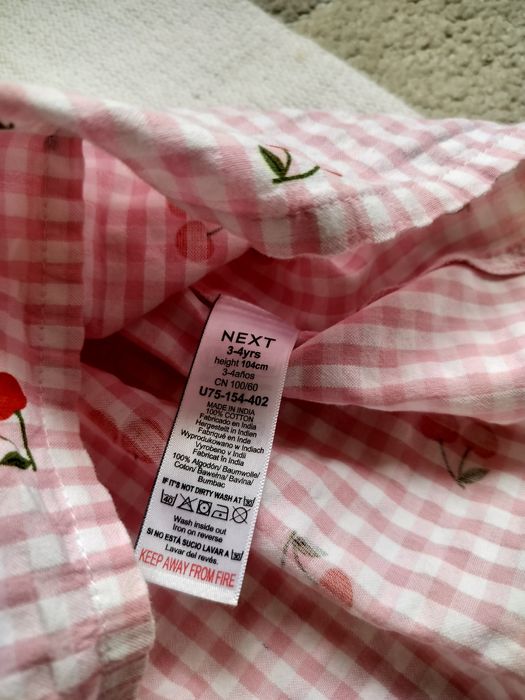 NEXT
3-4yrs
height 104cm
3-4años
CN 100/60
U75-154-402
MADE IN INDIA
100% COTTON
Fabricado en India
Hergestellt in Indien
Fabriqué en Inde
Wyprodukowano w Indiach
Vyrobeno v Indii
Fabricat în India
100% Algodón/ Baumwolle/
Coton/ Bawełna/ Bavlna/
Bumbac
IF IT'S NOT DIRTY WASH AT 30
40
Wash inside out
Iron on reverse
SI NO ESTÁ SUCIO LAVAR A 30
Lavar del revés.
KEEP AWAY FROM FIRE